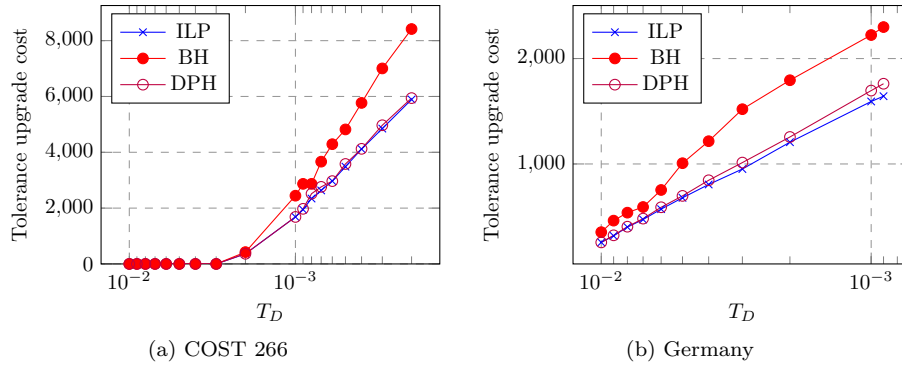 Tolerance upgrade cost
8,000
6,000
4,000
2,000
0
ILP
BH
DPH
10⁻²
10⁻³
T_D
(a) COST 266
Tolerance upgrade cost
2,000
1,000
ILP
BH
DPH
10⁻²
10⁻³
T_D
(b) Germany